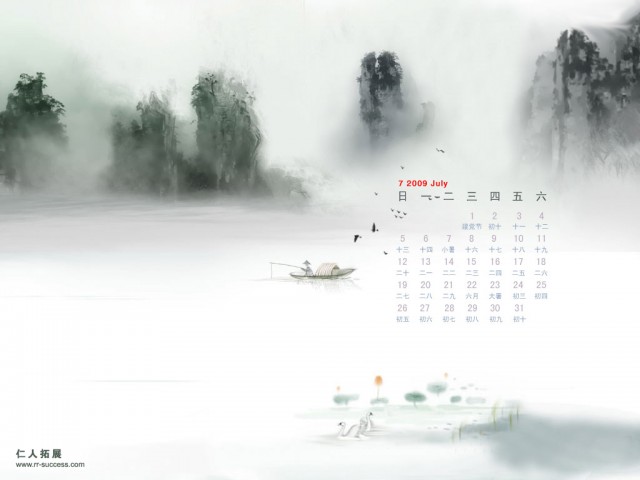 7 2009 July
日 一 二 三 四 五 六
1 2 3 4
建党节 初十 十一 十二
5 6 7 8 9 10 11
十三 十四 小暑 十六 十七 十八 十九
12 13 14 15 16 17 18
二十 二一 二二 二三 二四 二五 二六
19 20 21 22 23 24 25
二七 二八 二九 六月 大暑 初三 初四
26 27 28 29 30 31
初五 初六 初七 初八 初九 初十
仁人拓展
www.rr-success.com